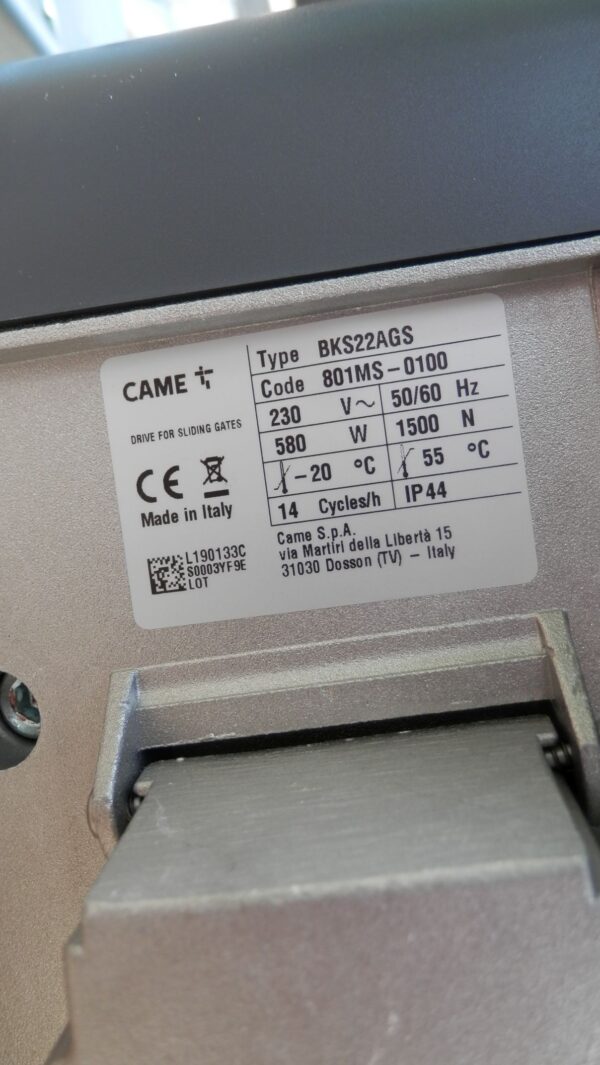 CAME
DRIVE FOR SLIDING GATES
CE
Made in Italy
L190133C
S0003YF9E
LOT
Type BKS22AGS
Code 801MS-0100
230 V~ 50/60 Hz
580 W 1500 N
-20 °C 55 °C
14 Cycles/h IP44
Came S.p.A.
via Martiri della Libertà 15
31030 Dosson (TV) - Italy